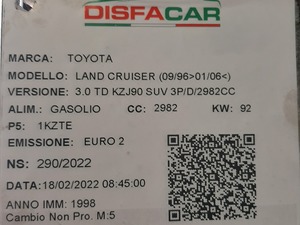 DISFACAR
MARCA: TOYOTA
MODELLO: LAND CRUISER (09/96>01/06<)
VERSIONE: 3.0 TD KZJ90 SUV 3P/D/2982CC
ALIM.: GASOLIO CC: 2982 KW: 92
P5: 1KZTE
EMISSIONE: EURO 2
NS: 290/2022
DATA:18/02/2022 08:45:00
ANNO IMM: 1998
Cambio Non Pro. M:5